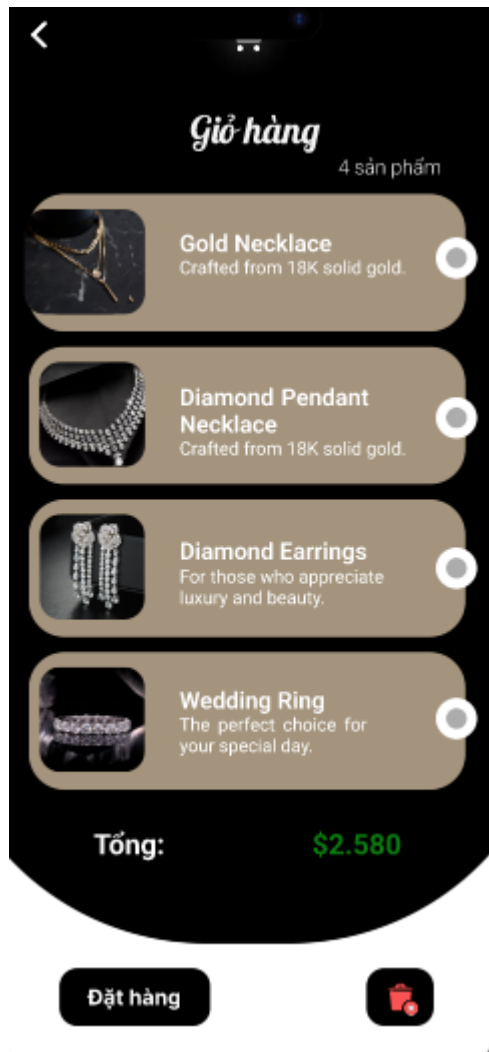 Giỏ hàng
4 sản phẩm
Gold Necklace
Crafted from 18K solid gold.
Diamond Pendant
Necklace
Crafted from 18K solid gold.
Diamond Earrings
For those who appreciate
luxury and beauty.
Wedding Ring
The perfect choice for
your special day.
Tổng: $2.580
Đặt hàng